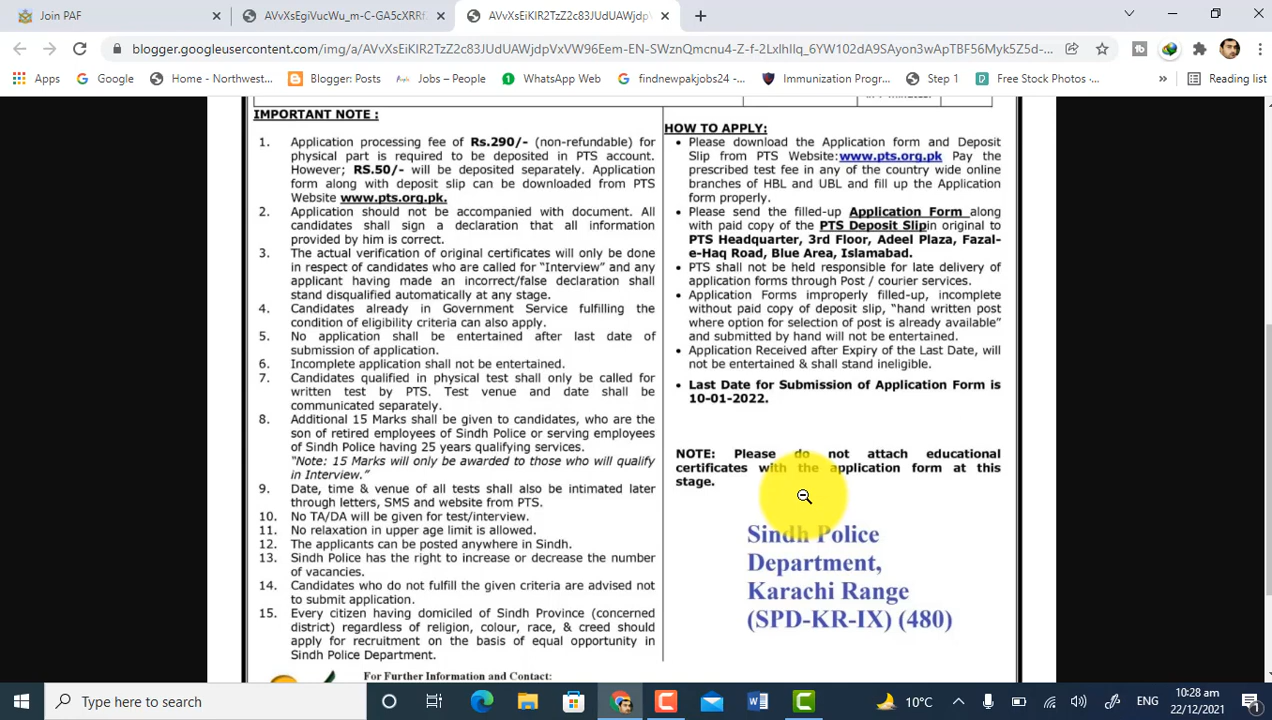 Join PAF
AVvXsEgiVucWu_m-C-GA5cXRRf
AVvXsEiKIR2TzZ2c83JUdUAWJdpV
blogger.googleusercontent.com/img/a/AVvXsEiKIR2TzZ2c83JUdUAWJdpVxVW96Eem-EN-SWznQmcnu4-Z-f-2LxlhIlq_6YW102dA9SAyon3wApTBF56Myk5Z5d-...
Apps
Google
Home - Northwest...
Blogger: Posts
Jobs – People
WhatsApp Web
findnewpakjobs24 -...
Immunization Progr...
Step 1
Free Stock Photos -...
»
Reading list
IMPORTANT NOTE :
1. Application processing fee of Rs.290/- (non-refundable) for
physical part is required to be deposited in PTS account.
However; RS.50/- will be deposited separately. Application
form along with deposit slip can be downloaded from PTS
Website www.pts.org.pk.
2. Application should not be accompanied with document. All
candidates shall sign a declaration that all information
provided by him is correct.
3. The actual verification of original certificates will only be done
in respect of candidates who are called for “Interview” and any
applicant having made an incorrect/false declaration shall
stand disqualified automatically at any stage.
4. Candidates already in Government Service fulfilling the
condition of eligibility criteria can also apply.
5. No application shall be entertained after last date of
submission of application.
6. Incomplete application shall not be entertained.
7. Candidates qualified in physical test shall only be called for
written test by PTS. Test venue and date shall be
communicated separately.
8. Additional 15 Marks shall be given to candidates, who are the
son of retired employees of Sindh Police or serving employees
of Sindh Police having 25 years qualifying services.
“Note: 15 Marks will only be awarded to those who will qualify
in Interview.”
9. Date, time & venue of all tests shall also be intimated later
through letters, SMS and website from PTS.
10. No TA/DA will be given for test/interview.
11. No relaxation in upper age limit is allowed.
12. The applicants can be posted anywhere in Sindh.
13. Sindh Police has the right to increase or decrease the number
of vacancies.
14. Candidates who do not fulfill the given criteria are advised not
to submit application.
15. Every citizen having domiciled of Sindh Province (concerned
district) regardless of religion, colour, race, & creed should
apply for recruitment on the basis of equal opportunity in
Sindh Police Department.
HOW TO APPLY:
• Please download the Application form and Deposit
Slip from PTS Website:www.pts.org.pk Pay the
prescribed test fee in any of the country wide online
branches of HBL and UBL and fill up the Application
form properly.
• Please send the filled-up Application Form along
with paid copy of the PTS Deposit Slipin original to
PTS Headquarter, 3rd Floor, Adeel Plaza, Fazal-
e-Haq Road, Blue Area, Islamabad.
• PTS shall not be held responsible for late delivery of
application forms through Post / courier services.
• Application Forms improperly filled-up, incomplete
without paid copy of deposit slip, “hand written post
where option for selection of post is already available”
and submitted by hand will not be entertained.
• Application Received after Expiry of the Last Date, will
not be entertained & shall stand ineligible.
• Last Date for Submission of Application Form is
10-01-2022.
NOTE: Please do not attach educational
certificates with the application form at this
stage.
Sindh Police
Department,
Karachi Range
(SPD-KR-IX) (480)
For Further Information and Contact:
Type here to search
10°C
ENG
10:28 am
22/12/2021
1